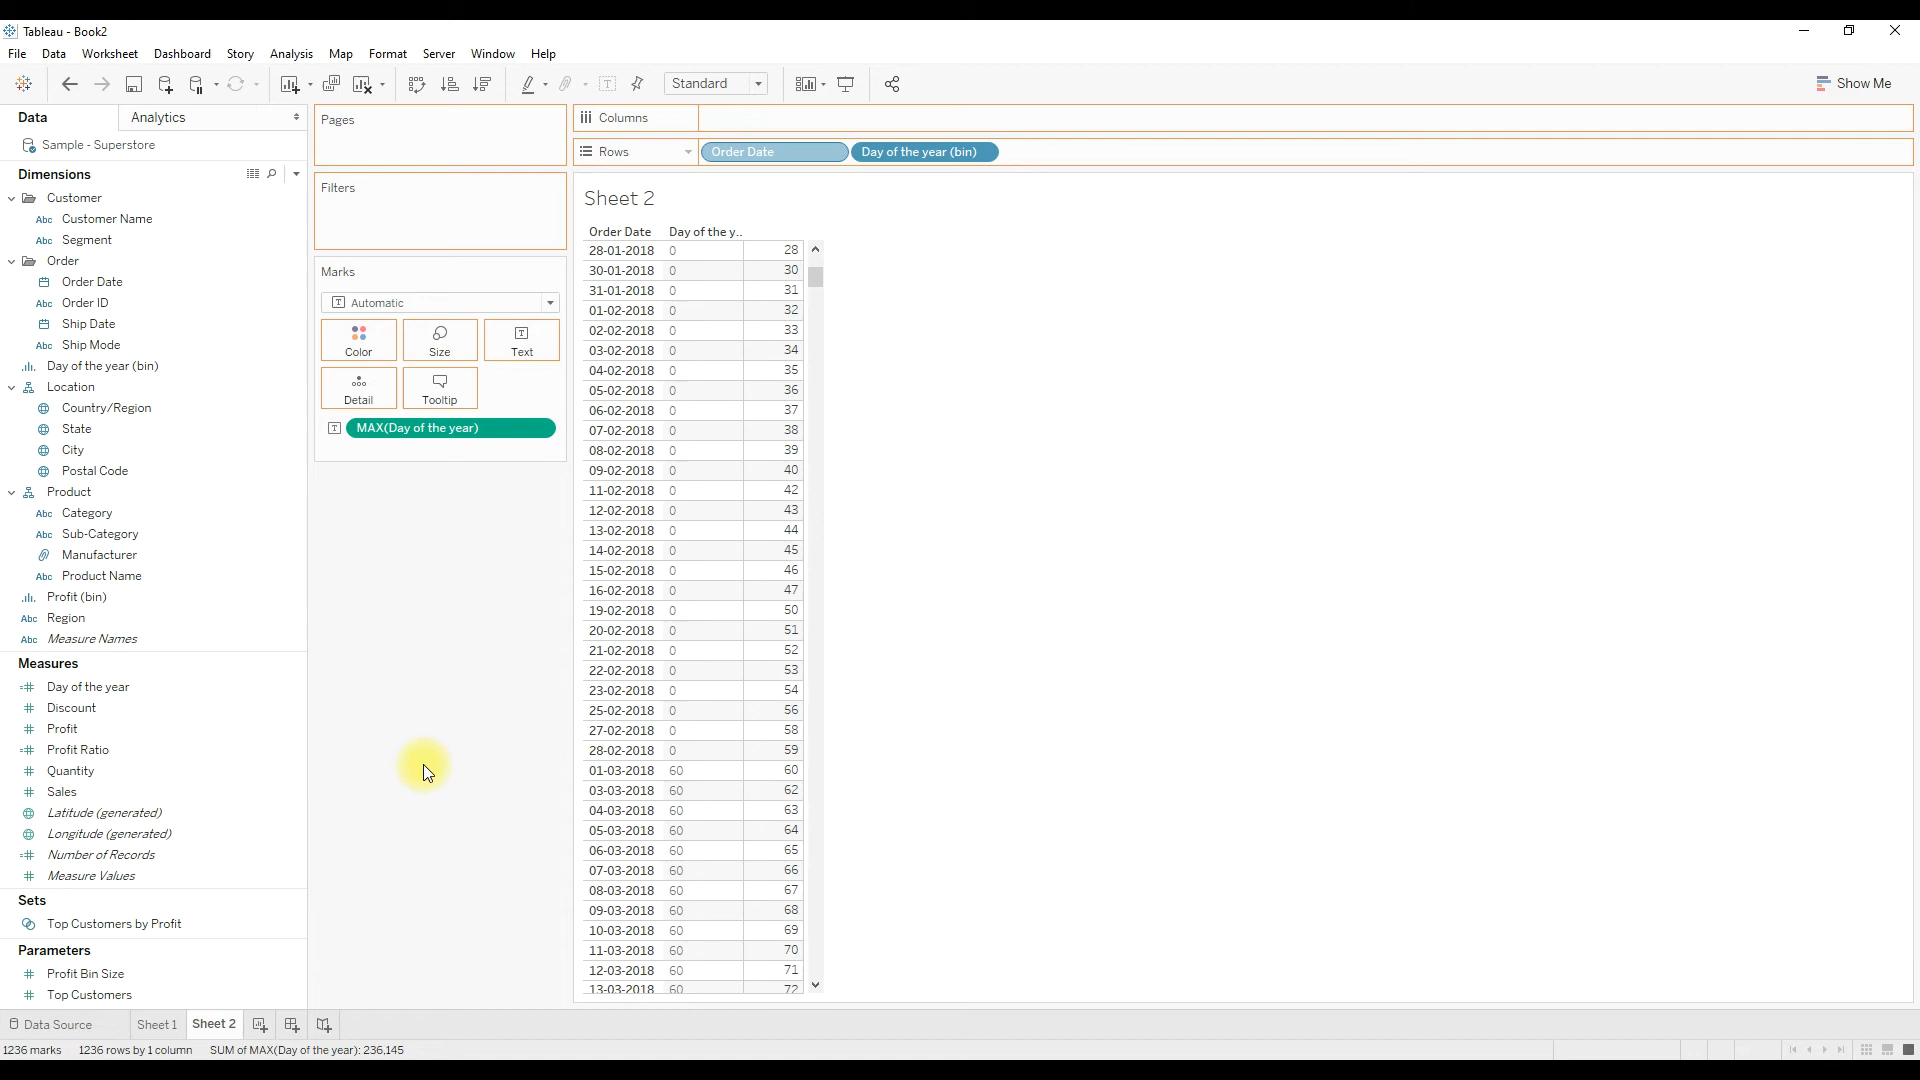 Tableau - Book2
File Data Worksheet Dashboard Story Analysis Map Format Server Window Help
Standard
Show Me
Data
Analytics
Sample - Superstore
Dimensions
Customer
Abc Customer Name
Abc Segment
Order
Order Date
Abc Order ID
Ship Date
Abc Ship Mode
Day of the year (bin)
Location
Country/Region
State
City
Postal Code
Product
Abc Category
Abc Sub-Category
Manufacturer
Abc Product Name
Profit (bin)
Abc Region
Abc Measure Names
Measures
Day of the year
Discount
Profit
Profit Ratio
Quantity
Sales
Latitude (generated)
Longitude (generated)
Number of Records
Measure Values
Sets
Top Customers by Profit
Parameters
Profit Bin Size
Top Customers
Pages
Filters
Marks
Automatic
Color Size Text
Detail Tooltip
MAX(Day of the year)
Columns
Rows Order Date Day of the year (bin)
Sheet 2
Order Date Day of the y..
28-01-2018 0 28
30-01-2018 0 30
31-01-2018 0 31
01-02-2018 0 32
02-02-2018 0 33
03-02-2018 0 34
04-02-2018 0 35
05-02-2018 0 36
06-02-2018 0 37
07-02-2018 0 38
08-02-2018 0 39
09-02-2018 0 40
11-02-2018 0 42
12-02-2018 0 43
13-02-2018 0 44
14-02-2018 0 45
15-02-2018 0 46
16-02-2018 0 47
19-02-2018 0 50
20-02-2018 0 51
21-02-2018 0 52
22-02-2018 0 53
23-02-2018 0 54
25-02-2018 0 56
27-02-2018 0 58
28-02-2018 0 59
01-03-2018 60 60
03-03-2018 60 62
04-03-2018 60 63
05-03-2018 60 64
06-03-2018 60 65
07-03-2018 60 66
08-03-2018 60 67
09-03-2018 60 68
10-03-2018 60 69
11-03-2018 60 70
12-03-2018 60 71
13-03-2018 60 72
Data Source Sheet 1 Sheet 2
1236 marks 1236 rows by 1 column SUM of MAX(Day of the year): 236,145